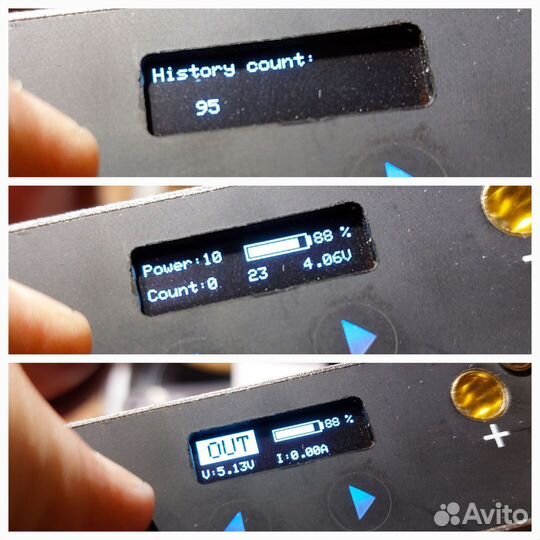 History count:
95
Power:10 88 %
Count:0 23 4.06V
-
OUT 88 %
V:5.13V I:0.00A
+
Avito